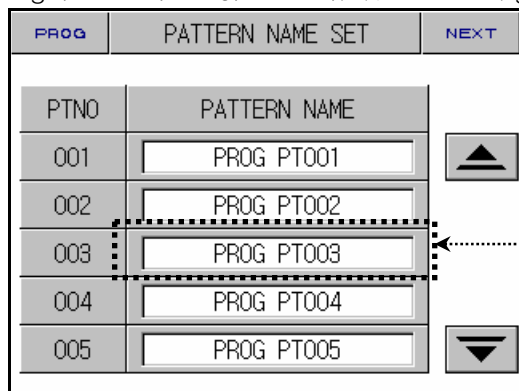 PROG PATTERN NAME SET NEXT
PTNO PATTERN NAME
001 PROG PT001
002 PROG PT002
003 PROG PT003
004 PROG PT004
005 PROG PT005